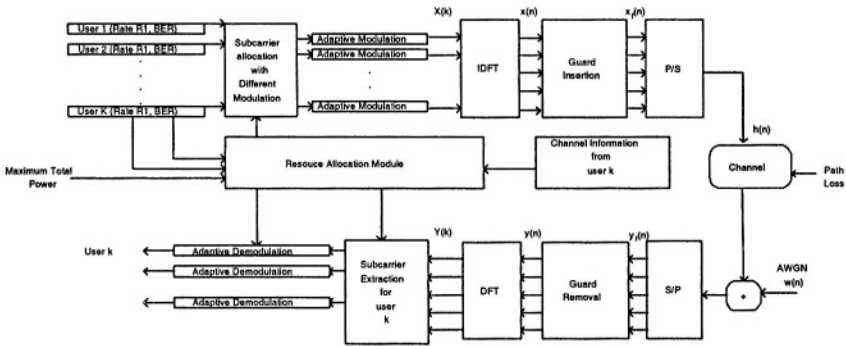 X(k) x(n) xf(n)
User 1 (Rate R1, BER)
User 2 (Rate R1, BER)
.
.
.
User K (Rate R1, BER)
Subcarrier
allocation
with
Different
Modulation
Adaptive Modulation
Adaptive Modulation
.
.
.
Adaptive Modulation
IDFT
Guard
Insertion
P/S
h(n)
Maximum Total
Power
Resouce Allocation Module
Channel Information
from
user k
Channel
Path
Loss
Y(k) y(n) yf(n)
User k
Adaptive Demodulation
Adaptive Demodulation
Adaptive Demodulation
Subcarrier
Extraction
for
user
k
DFT
Guard
Removal
S/P
+
AWGN
w(n)